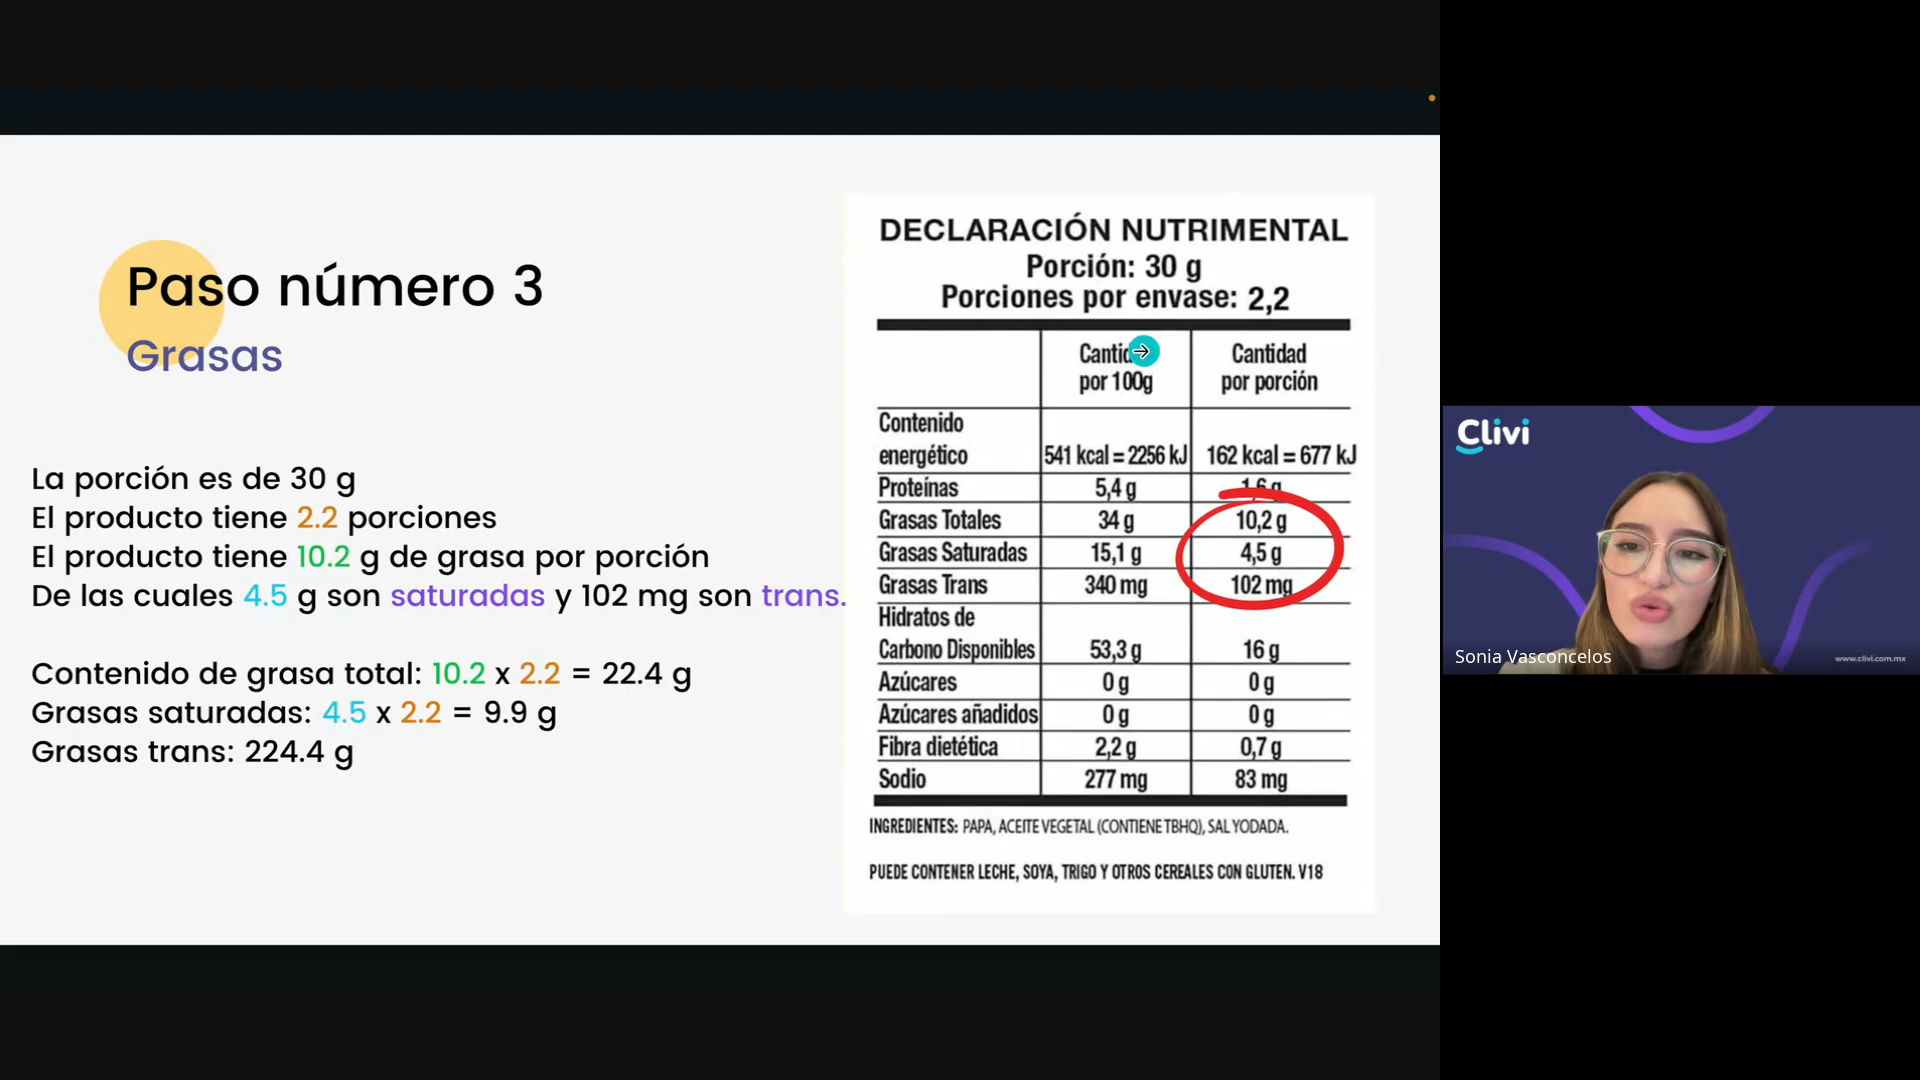 Paso número 3
Grasas
La porción es de 30 g
El producto tiene 2.2 porciones
El producto tiene 10.2 g de grasa por porción
De las cuales 4.5 g son saturadas y 102 mg son trans.
Contenido de grasa total: 10.2 x 2.2 = 22.4 g
Grasas saturadas: 4.5 x 2.2 = 9.9 g
Grasas trans: 224.4 g
DECLARACIÓN NUTRIMENTAL
Porción: 30 g
Porciones por envase: 2,2
Cantid Cantidad
por 100g por porción
Contenido
energético 541 kcal = 2256 kJ 162 kcal = 677 kJ
Proteínas 5,4 g 1,6 g
Grasas Totales 34 g 10,2 g
Grasas Saturadas 15,1 g 4,5 g
Grasas Trans 340 mg 102 mg
Hidratos de
Carbono Disponibles 53,3 g 16 g
Azúcares 0 g 0 g
Azúcares añadidos 0 g 0 g
Fibra dietética 2,2 g 0,7 g
Sodio 277 mg 83 mg
INGREDIENTES: PAPA, ACEITE VEGETAL (CONTIENE TBHQ), SAL YODADA.
PUEDE CONTENER LECHE, SOYA, TRIGO Y OTROS CEREALES CON GLUTEN. V18
Clivi
Sonia Vasconcelos
www.clivi.com.mx